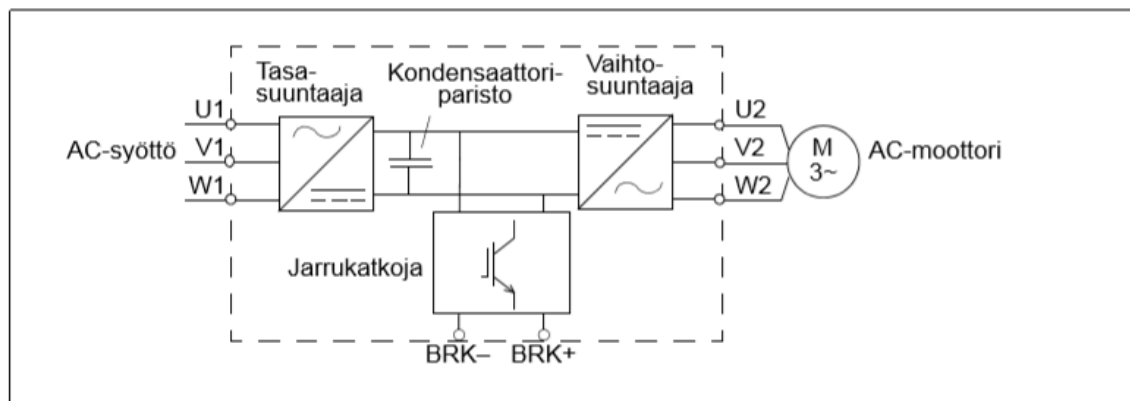 Tasa-
suuntaaja
Kondensaattori-
paristo
Vaihto-
suuntaaja
U1
V1
W1
AC-syöttö
U2
V2
W2
M
3~
AC-moottori
Jarrukatkoja
BRK–
BRK+